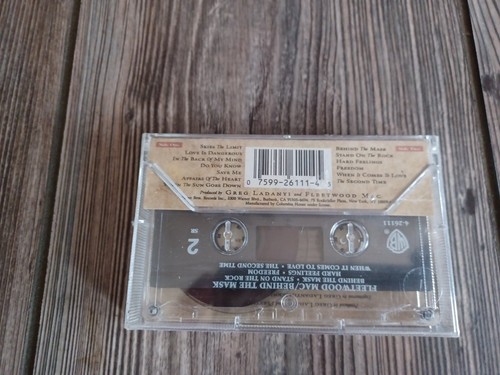 SKIES THE LIMIT
LOVE IS DANGEROUS
IN THE BACK OF MY MIND
DO YOU KNOW
SAVE ME
AFFAIRS OF THE HEART
WHEN THE SUN GOES DOWN
BEHIND THE MASK
STAND ON THE ROCK
HARD FEELINGS
FREEDOM
WHEN IT COMES TO LOVE
THE SECOND TIME
0 7599-26111-4
PRODUCED BY GREG LADANYI AND FLEETWOOD MAC
4-26111
2
FLEETWOOD MAC/BEHIND THE MASK
BEHIND THE MASK • STAND ON THE ROCK
HARD FEELINGS • FREEDOM
WHEN IT COMES TO LOVE • THE SECOND TIME